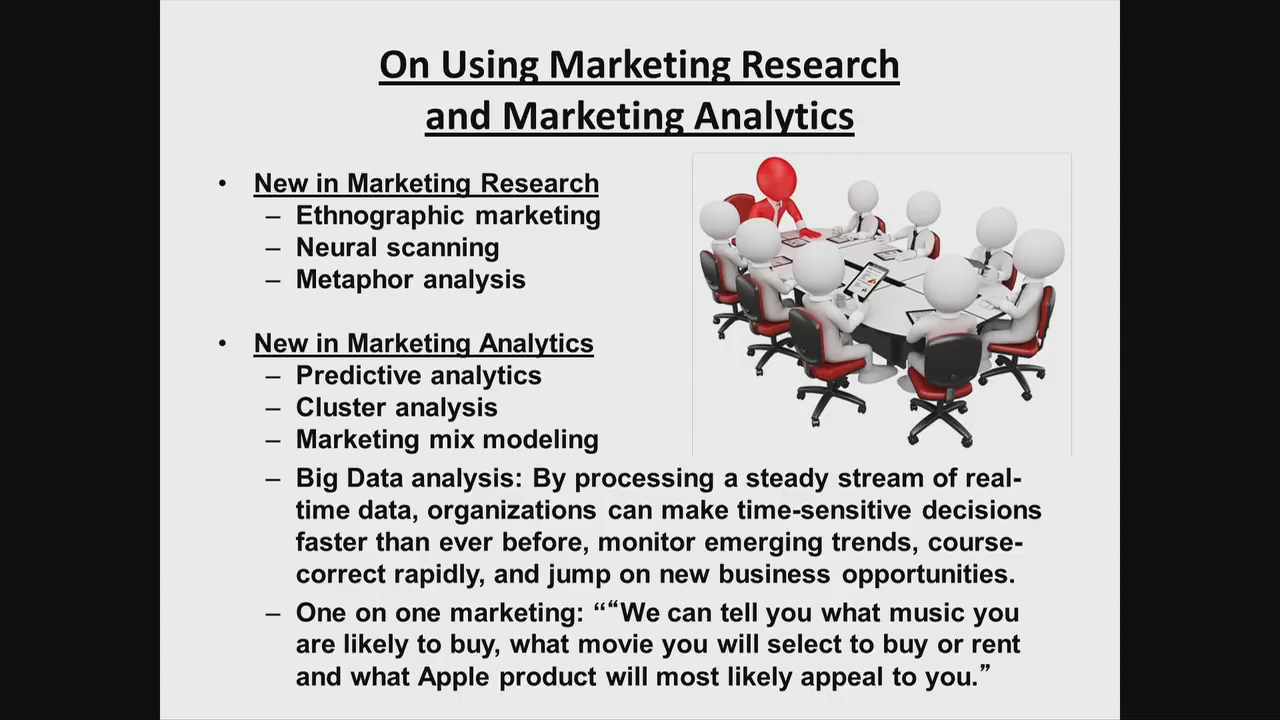 On Using Marketing Research
and Marketing Analytics
• New in Marketing Research
– Ethnographic marketing
– Neural scanning
– Metaphor analysis
• New in Marketing Analytics
– Predictive analytics
– Cluster analysis
– Marketing mix modeling
– Big Data analysis: By processing a steady stream of real-
time data, organizations can make time-sensitive decisions
faster than ever before, monitor emerging trends, course-
correct rapidly, and jump on new business opportunities.
– One on one marketing: “‟We can tell you what music you
are likely to buy, what movie you will select to buy or rent
and what Apple product will most likely appeal to you.”